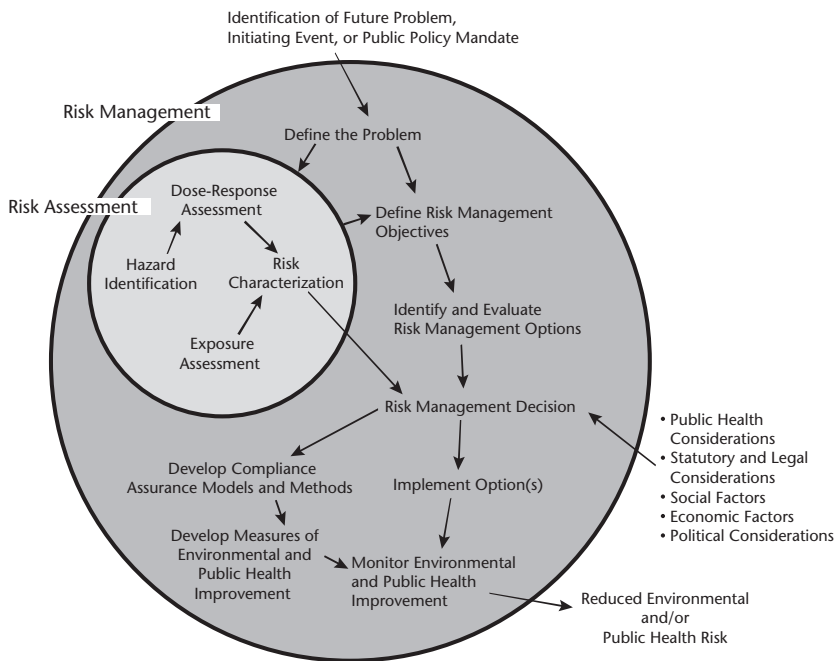 Identification of Future Problem,
Initiating Event, or Public Policy Mandate
Risk Management
Define the Problem
Risk Assessment
Dose-Response
Assessment
Define Risk Management
Objectives
Hazard
Identification
Risk
Characterization
Identify and Evaluate
Risk Management Options
Exposure
Assessment
Risk Management Decision
• Public Health
Considerations
• Statutory and Legal
Considerations
• Social Factors
• Economic Factors
• Political Considerations
Develop Compliance
Assurance Models and Methods
Implement Option(s)
Develop Measures of
Environmental and
Public Health
Improvement
Monitor Environmental
and Public Health
Improvement
Reduced Environmental
and/or
Public Health Risk